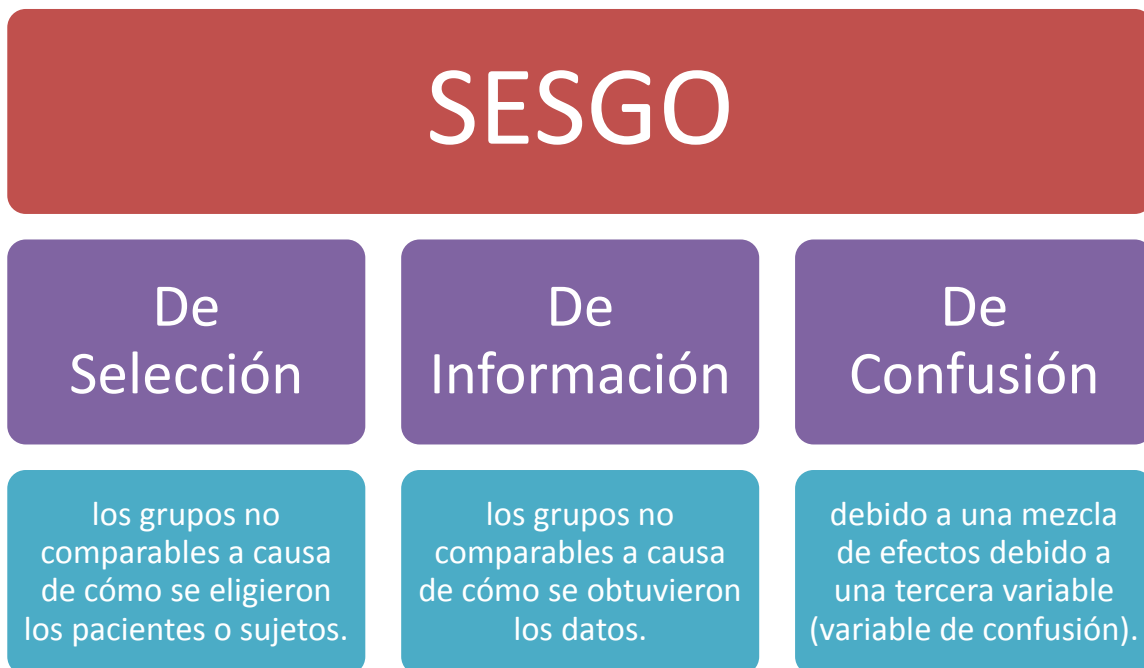 SESGO
De
Selección
De
Información
De
Confusión
los grupos no
comparables a causa
de cómo se eligieron
los pacientes o sujetos.
los grupos no
comparables a causa
de cómo se obtuvieron
los datos.
debido a una mezcla
de efectos debido a
una tercera variable
(variable de confusión).